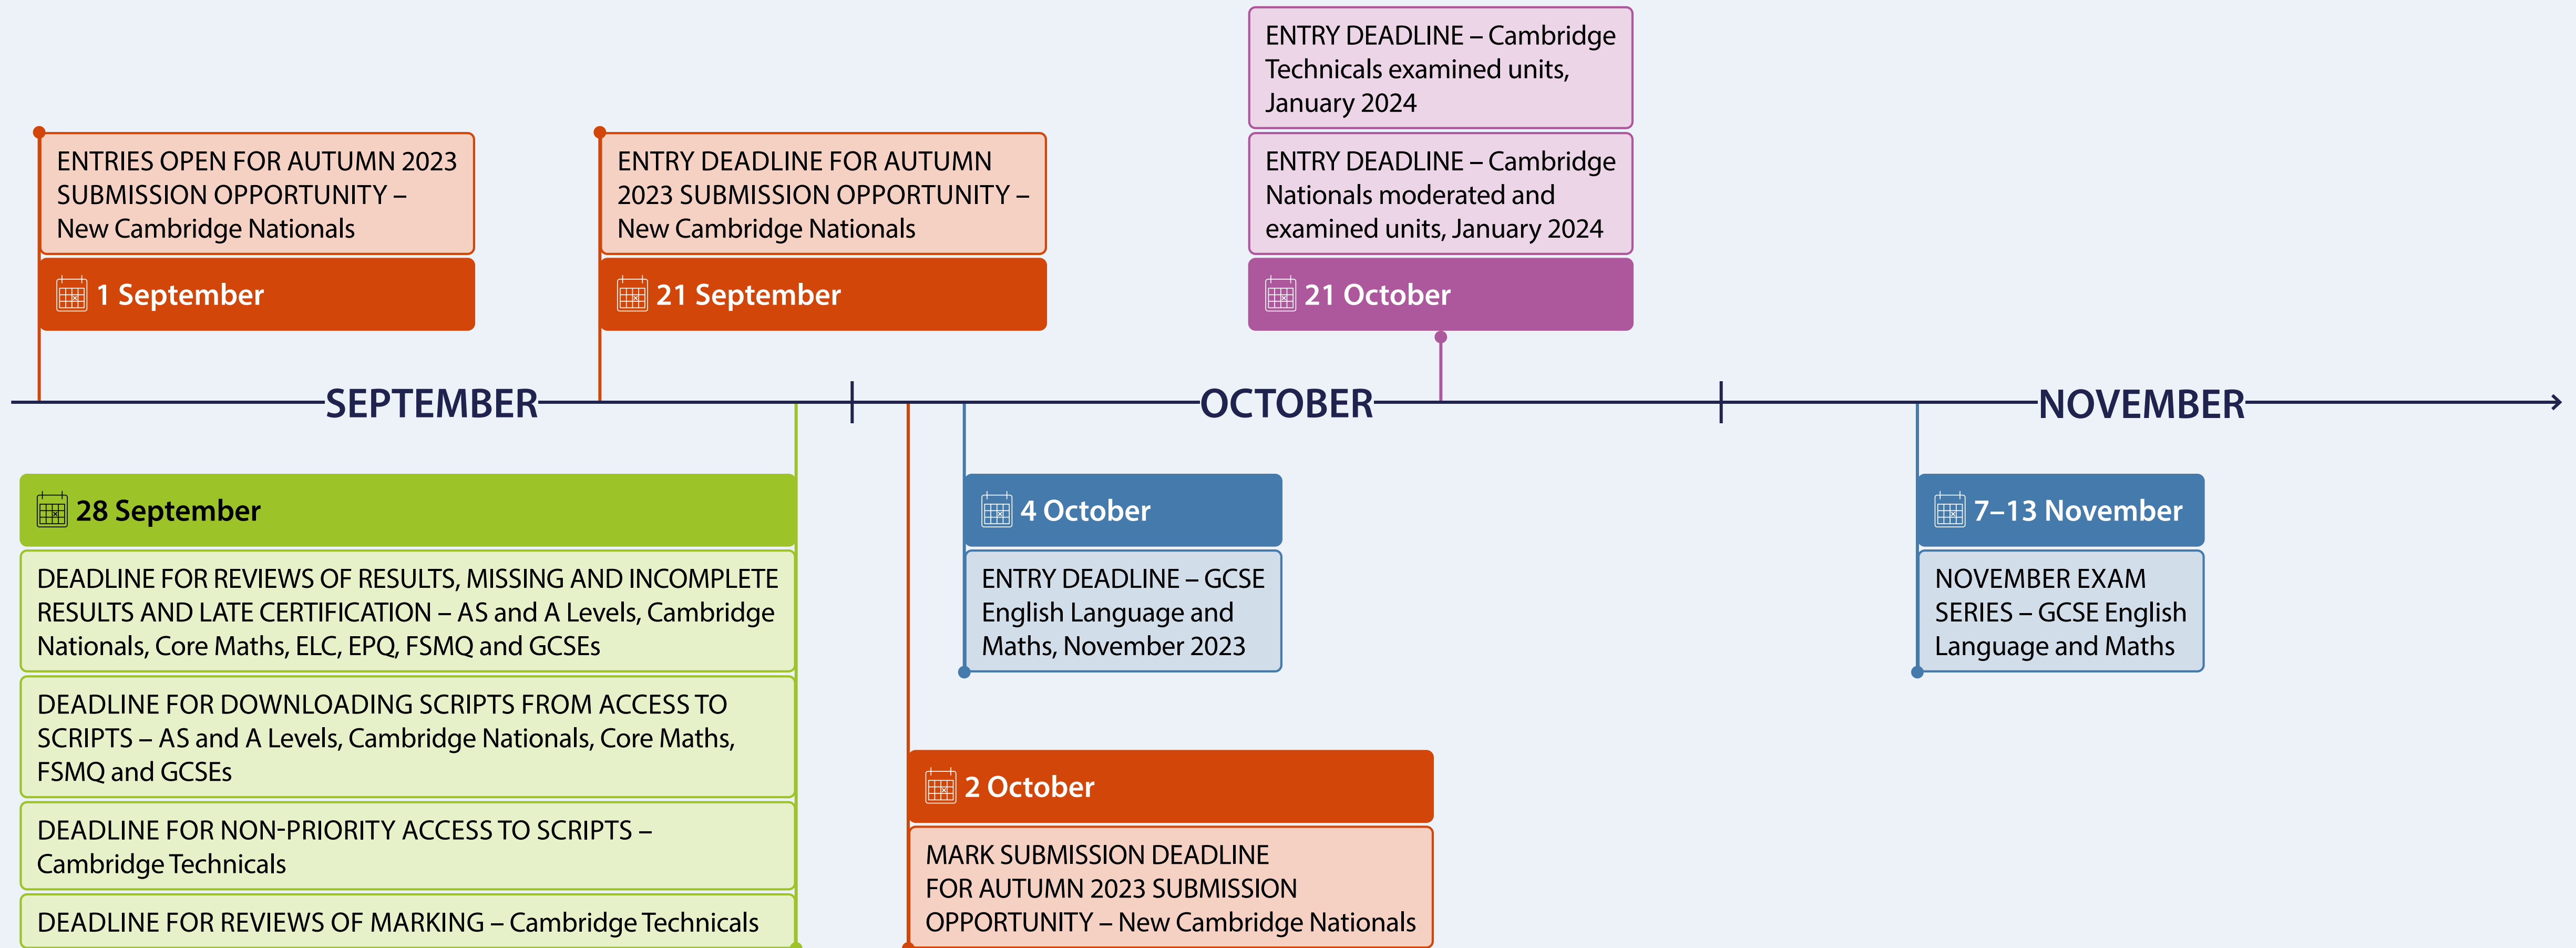 ENTRY DEADLINE – Cambridge
Technicals examined units,
January 2024
ENTRIES OPEN FOR AUTUMN 2023
SUBMISSION OPPORTUNITY –
New Cambridge Nationals
1 September
ENTRY DEADLINE FOR AUTUMN
2023 SUBMISSION OPPORTUNITY –
New Cambridge Nationals
21 September
ENTRY DEADLINE – Cambridge
Nationals moderated and
examined units, January 2024
21 October
SEPTEMBER
OCTOBER
NOVEMBER
28 September
DEADLINE FOR REVIEWS OF RESULTS, MISSING AND INCOMPLETE
RESULTS AND LATE CERTIFICATION – AS and A Levels, Cambridge
Nationals, Core Maths, ELC, EPQ, FSMQ and GCSEs
DEADLINE FOR DOWNLOADING SCRIPTS FROM ACCESS TO
SCRIPTS – AS and A Levels, Cambridge Nationals, Core Maths,
FSMQ and GCSEs
DEADLINE FOR NON-PRIORITY ACCESS TO SCRIPTS –
Cambridge Technicals
DEADLINE FOR REVIEWS OF MARKING – Cambridge Technicals
4 October
ENTRY DEADLINE – GCSE
English Language and
Maths, November 2023
2 October
MARK SUBMISSION DEADLINE
FOR AUTUMN 2023 SUBMISSION
OPPORTUNITY – New Cambridge Nationals
7–13 November
NOVEMBER EXAM
SERIES – GCSE English
Language and Maths